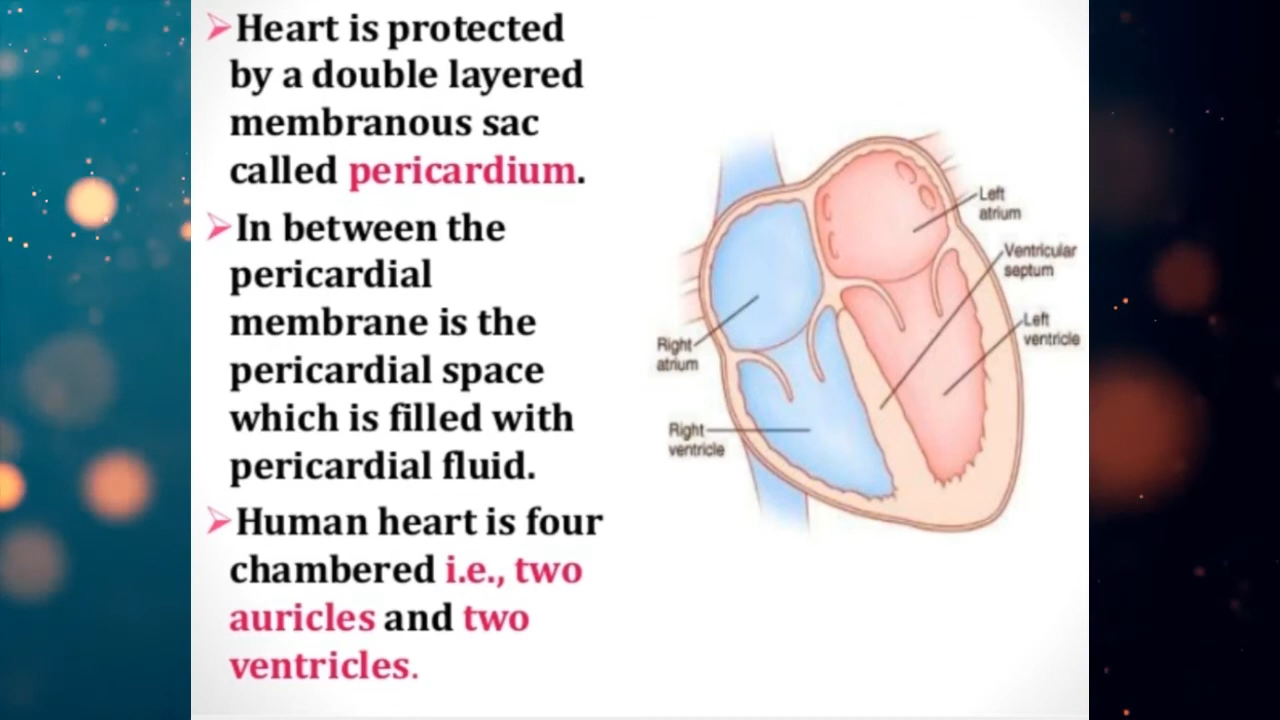 ➢Heart is protected
by a double layered
membranous sac
called pericardium.
➢In between the
pericardial
membrane is the
pericardial space
which is filled with
pericardial fluid.
➢Human heart is four
chambered i.e., two
auricles and two
ventricles.
Left
atrium
Ventricular
septum
Left
ventricle
Right
atrium
Right
ventricle